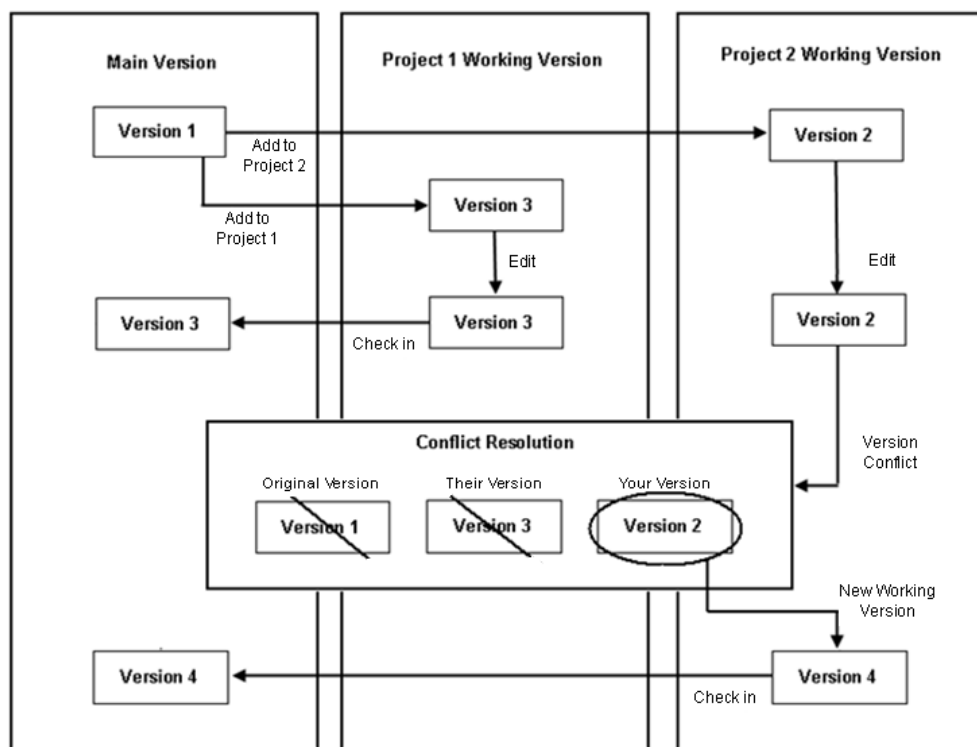 Main Version
Project 1 Working Version
Project 2 Working Version
Version 1
Add to
Project 2
Version 2
Add to
Project 1
Version 3
Edit
Edit
Version 3
Check in
Version 3
Version 2
Version
Conflict
Conflict Resolution
Original Version
Their Version
Your Version
Version 1
Version 3
Version 2
New Working
Version
Version 4
Check in
Version 4